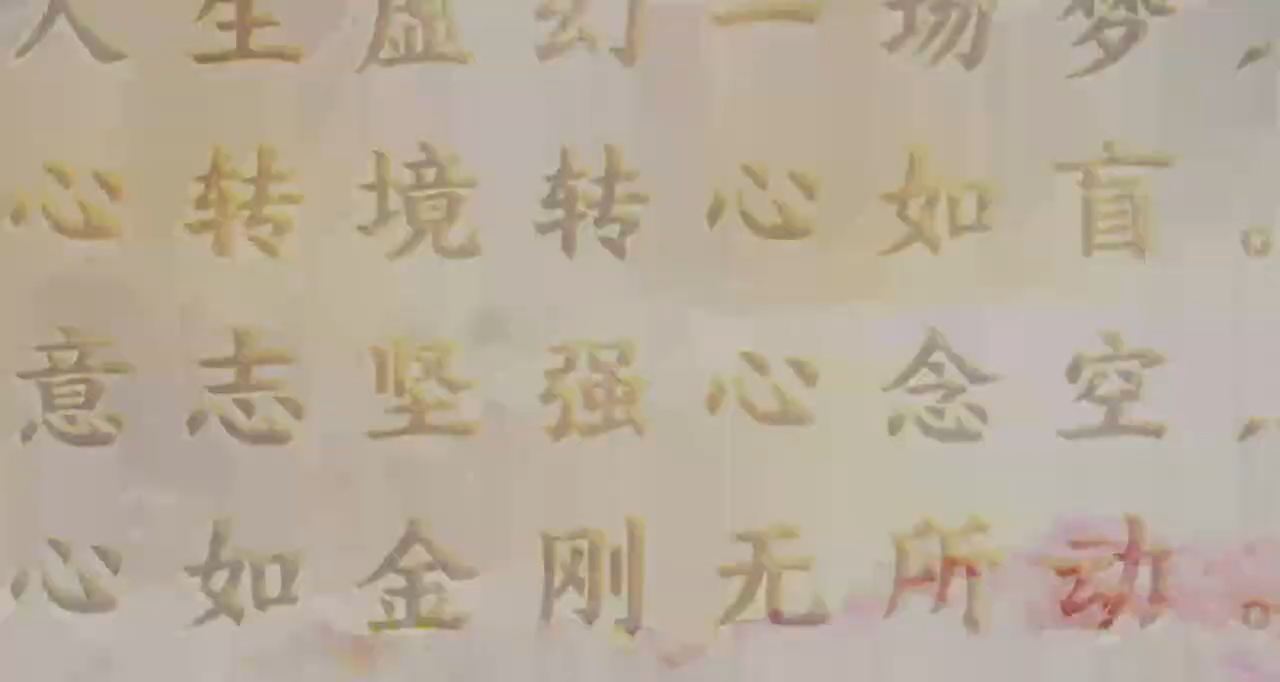 人生虚幻一场梦，
心转境转心如盲。
意志坚强心念空，
心如金刚无所动。